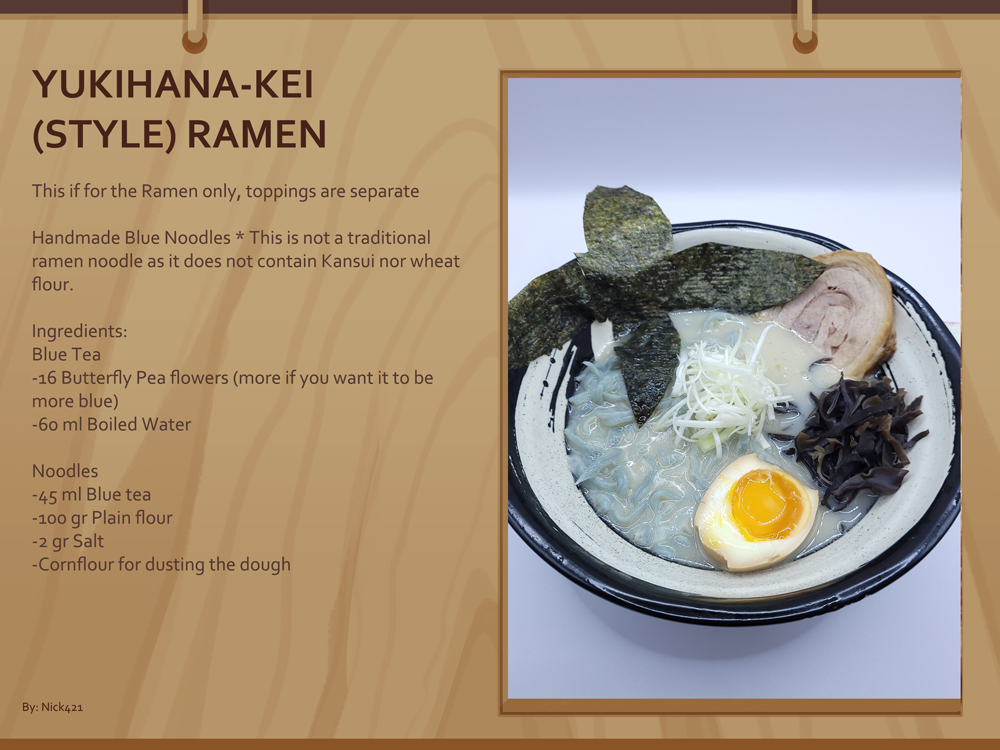 YUKIHANA-KEI
(STYLE) RAMEN
This if for the Ramen only, toppings are separate
Handmade Blue Noodles * This is not a traditional
ramen noodle as it does not contain Kansui nor wheat
flour.
Ingredients:
Blue Tea
-16 Butterfly Pea flowers (more if you want it to be
more blue)
-60 ml Boiled Water
Noodles
-45 ml Blue tea
-100 gr Plain flour
-2 gr Salt
-Cornflour for dusting the dough
By: Nick421